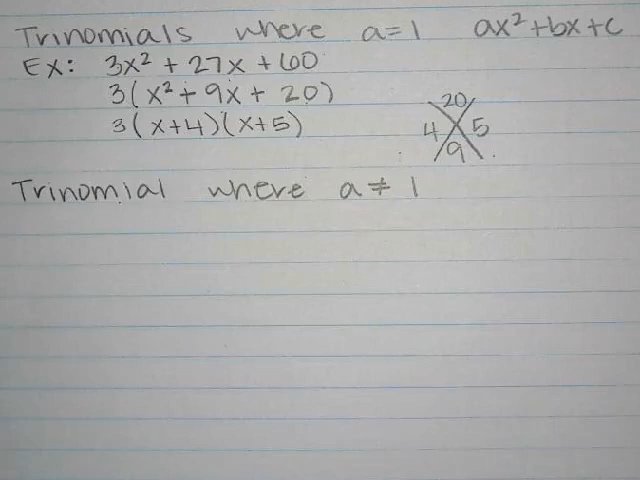 Trinomials where a=1 ax²+bx+c
EX: 3x² + 27x + 60
3(x² + 9x + 20)
3(x+4)(x+5)
20
4 5
9
Trinomial where a ≠ 1